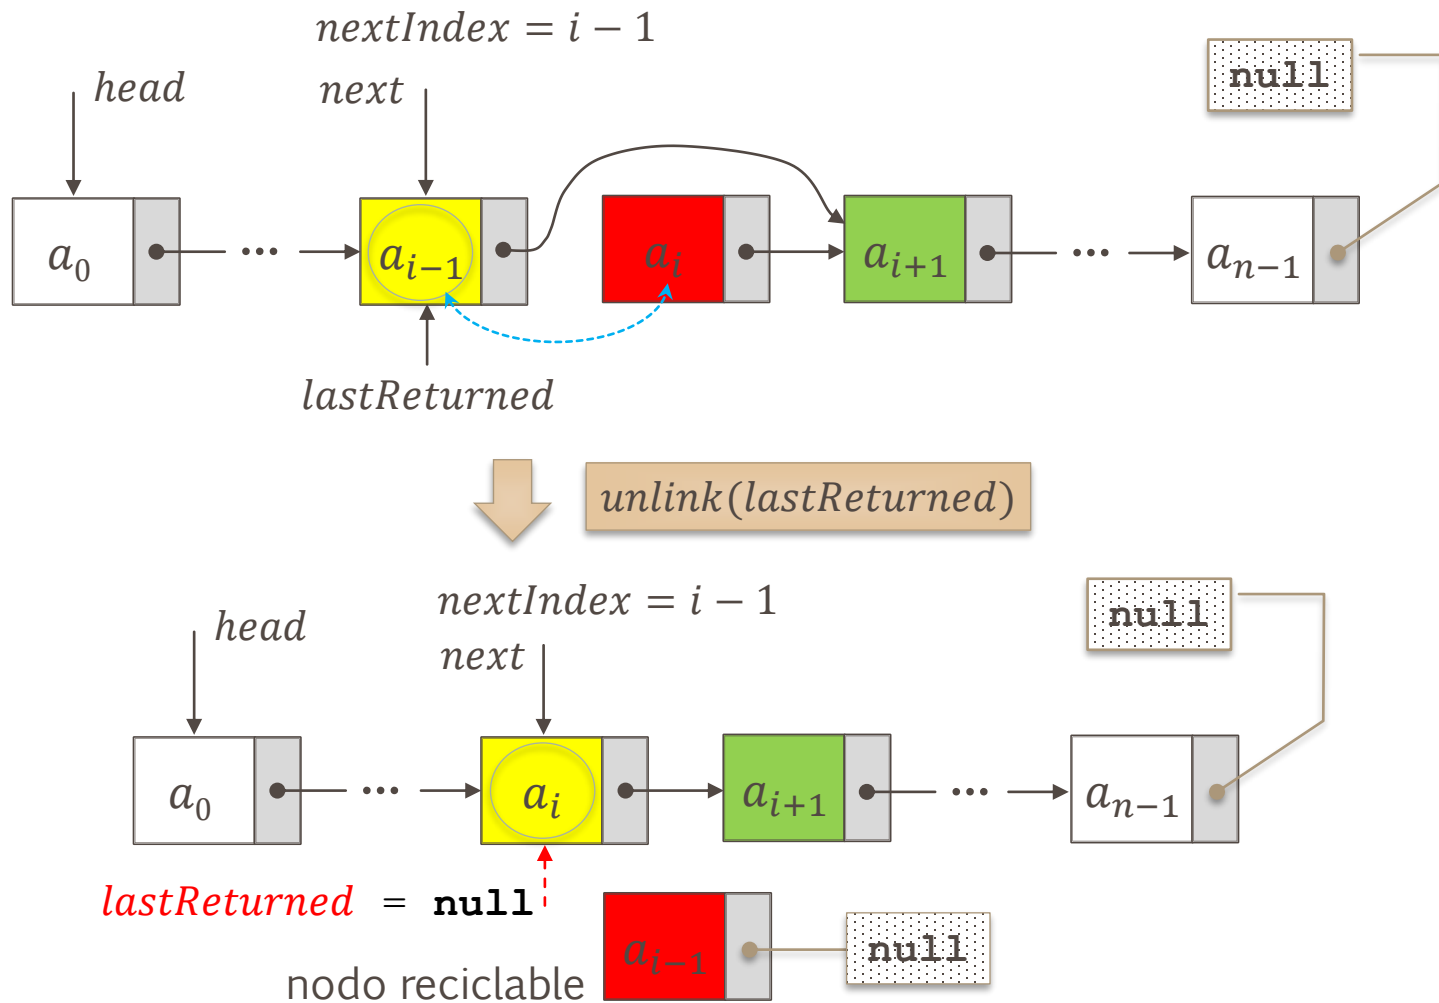 nextIndex = i − 1
null
head
next
a₀
···
aᵢ₋₁
aᵢ
aᵢ₊₁
···
aₙ₋₁
lastReturned
unlink(lastReturned)
nextIndex = i − 1
null
head
next
a₀
···
aᵢ
aᵢ₊₁
···
aₙ₋₁
lastReturned = null
aᵢ₋₁
null
nodo reciclable